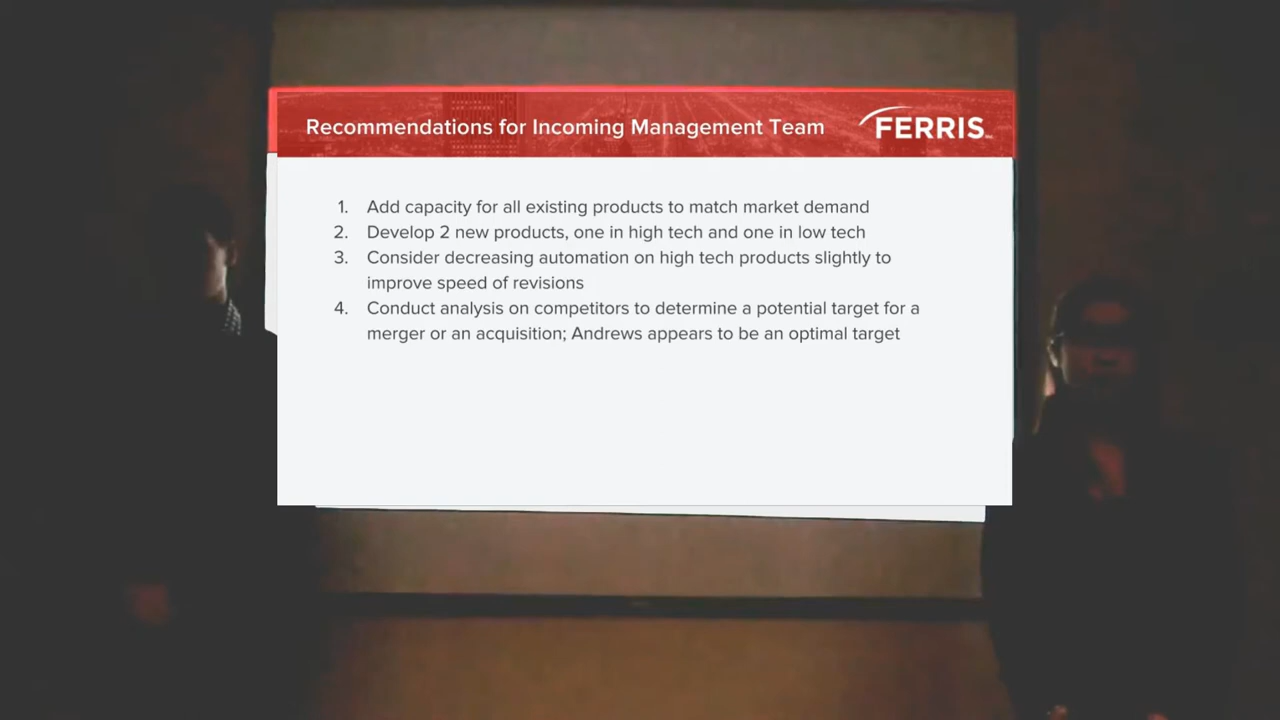 Recommendations for Incoming Management Team
FERRIS
1. Add capacity for all existing products to match market demand
2. Develop 2 new products, one in high tech and one in low tech
3. Consider decreasing automation on high tech products slightly to
improve speed of revisions
4. Conduct analysis on competitors to determine a potential target for a
merger or an acquisition; Andrews appears to be an optimal target